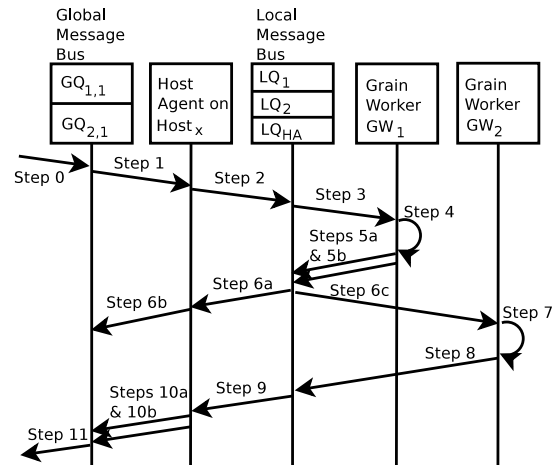 Global
Message
Bus
GQ1,1
GQ2,1
Host
Agent on
Hostx
Local
Message
Bus
LQ1
LQ2
LQHA
Grain
Worker
GW1
Grain
Worker
GW2
Step 0
Step 1
Step 2
Step 3
Step 4
Steps 5a
& 5b
Step 6a
Step 6b
Step 6c
Step 7
Step 8
Step 9
Steps 10a
& 10b
Step 11